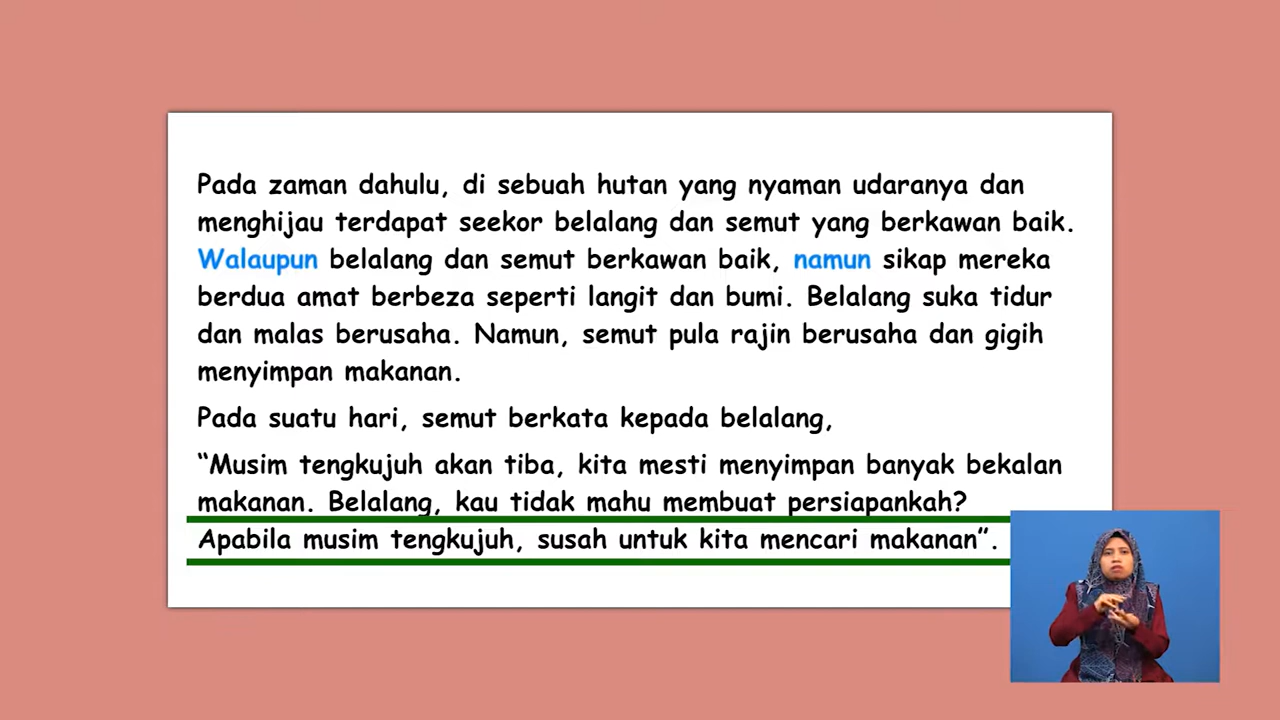 Pada zaman dahulu, di sebuah hutan yang nyaman udaranya dan
menghijau terdapat seekor belalang dan semut yang berkawan baik.
Walaupun belalang dan semut berkawan baik, namun sikap mereka
berdua amat berbeza seperti langit dan bumi. Belalang suka tidur
dan malas berusaha. Namun, semut pula rajin berusaha dan gigih
menyimpan makanan.
Pada suatu hari, semut berkata kepada belalang,
“Musim tengkujuh akan tiba, kita mesti menyimpan banyak bekalan
makanan. Belalang, kau tidak mahu membuat persiapankah?
Apabila musim tengkujuh, susah untuk kita mencari makanan”.